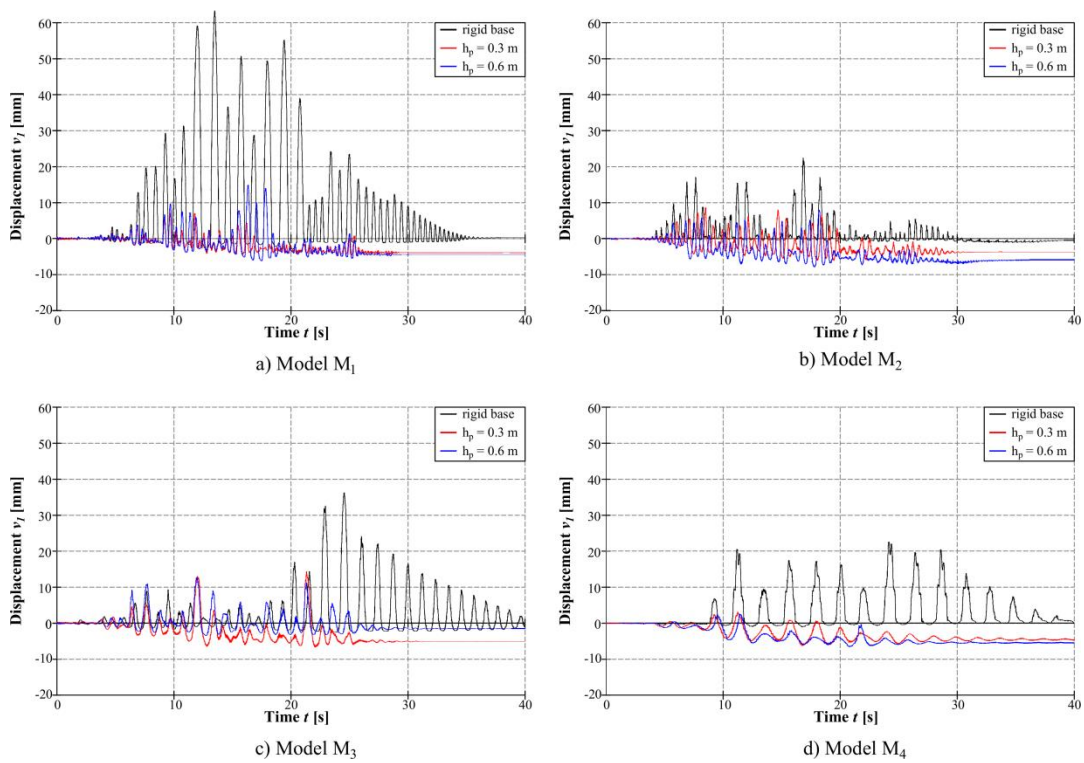 60
50
40
30
20
10
0
-10
-20
Displacement v₁ [mm]
rigid base
hₚ = 0.3 m
hₚ = 0.6 m
0 10 20 30 40
Time t [s]
a) Model M₁
60
50
40
30
20
10
0
-10
-20
Displacement v₁ [mm]
rigid base
hₚ = 0.3 m
hₚ = 0.6 m
0 10 20 30 40
Time t [s]
b) Model M₂
60
50
40
30
20
10
0
-10
-20
Displacement v₁ [mm]
rigid base
hₚ = 0.3 m
hₚ = 0.6 m
0 10 20 30 40
Time t [s]
c) Model M₃
60
50
40
30
20
10
0
-10
-20
Displacement v₁ [mm]
rigid base
hₚ = 0.3 m
hₚ = 0.6 m
0 10 20 30 40
Time t [s]
d) Model M₄